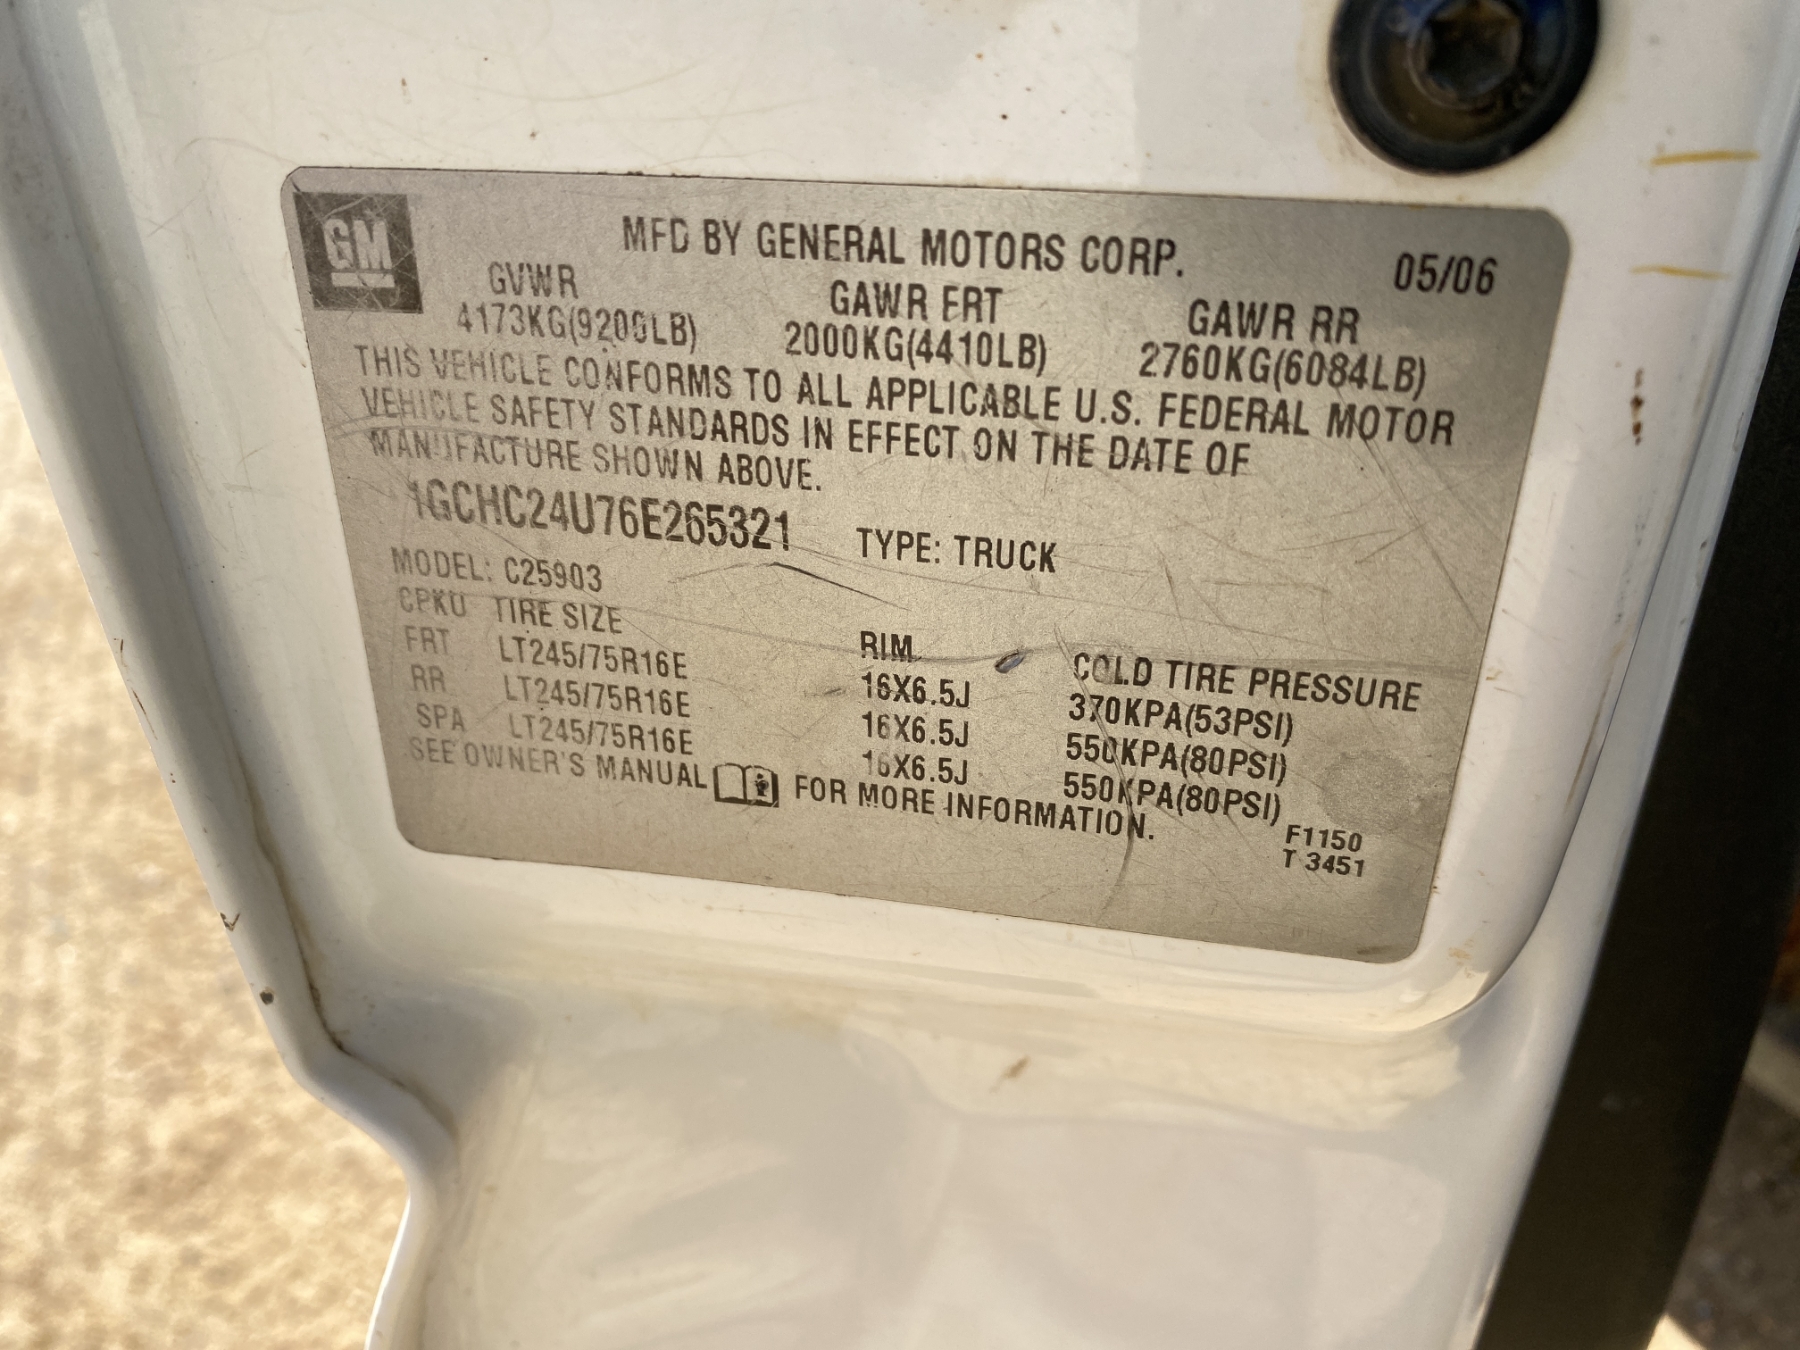 GM
MFD BY GENERAL MOTORS CORP.
05/06
GVWR GAWR FRT GAWR RR
4173KG(9200LB) 2000KG(4410LB) 2760KG(6084LB)
THIS VEHICLE CONFORMS TO ALL APPLICABLE U.S. FEDERAL MOTOR
VEHICLE SAFETY STANDARDS IN EFFECT ON THE DATE OF
MANUFACTURE SHOWN ABOVE.
1GCHC24U76E265321 TYPE: TRUCK
MODEL: C25903
CPKU TIRE SIZE RIM COLD TIRE PRESSURE
FRT LT245/75R16E 16X6.5J 370KPA(53PSI)
RR LT245/75R16E 16X6.5J 550KPA(80PSI)
SPA LT245/75R16E 16X6.5J 550KPA(80PSI)
SEE OWNER'S MANUAL FOR MORE INFORMATION.
F1150
T 3451